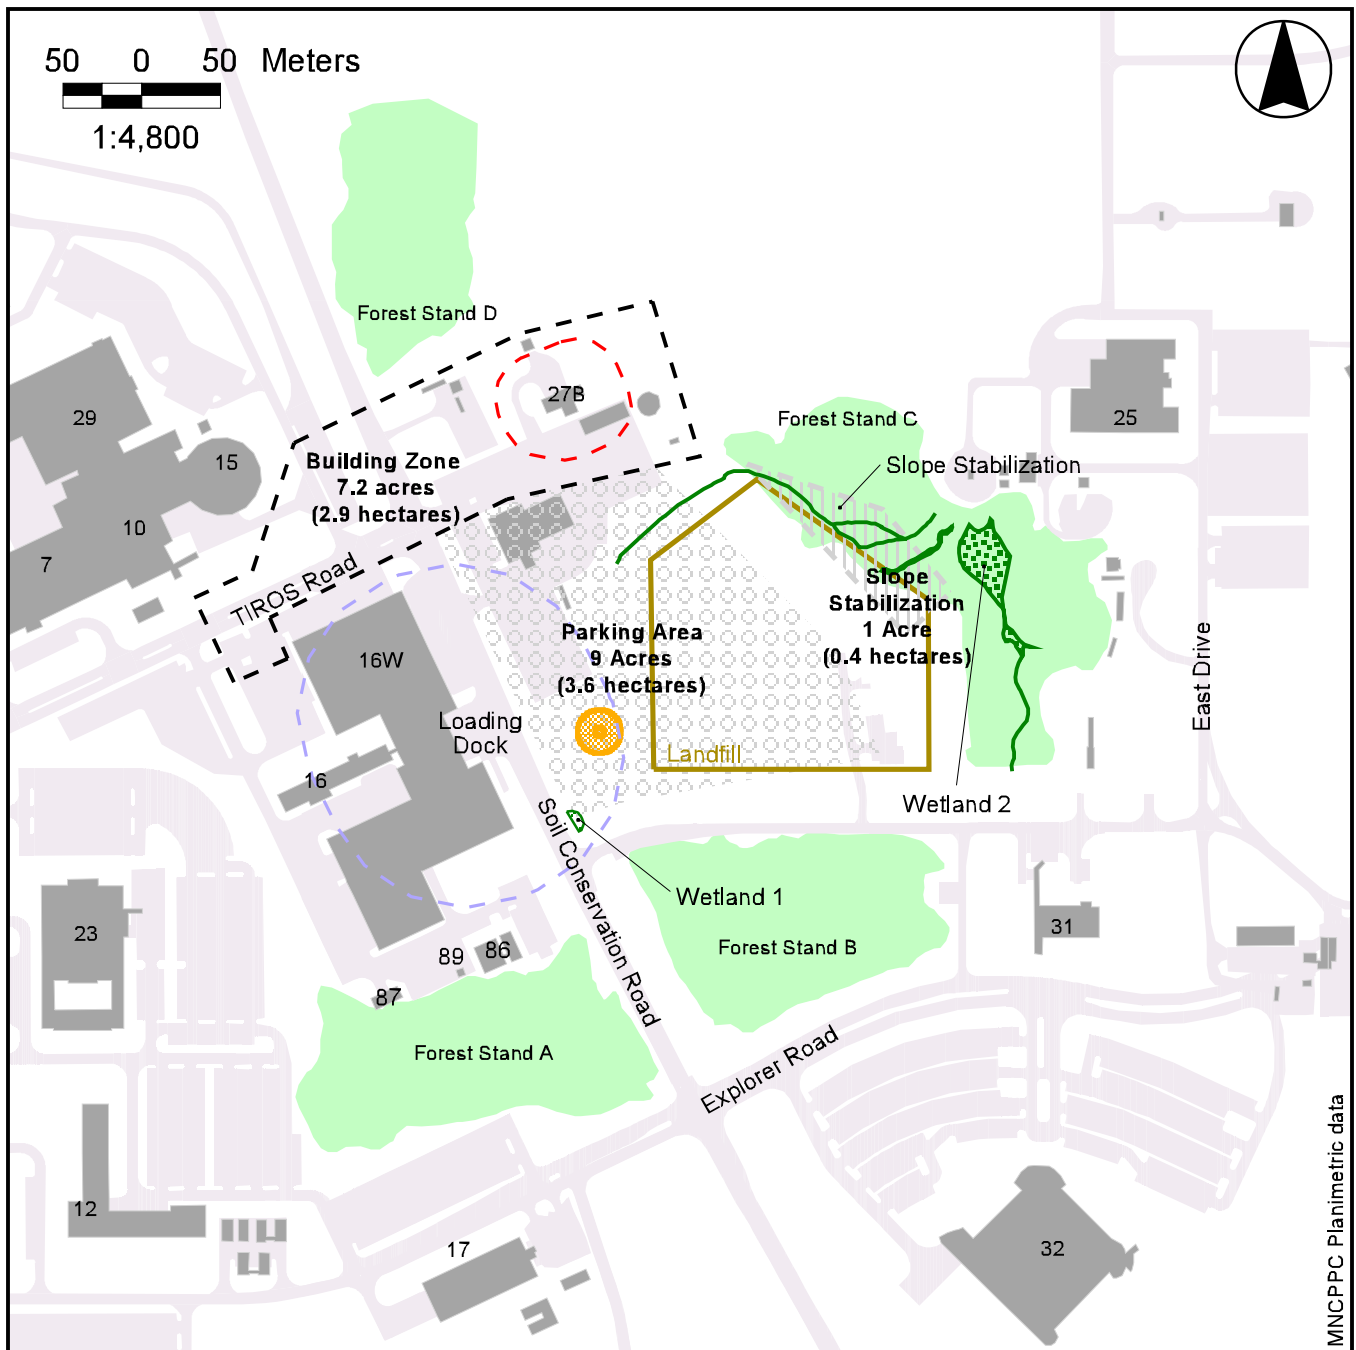 50 0 50 Meters
1:4,800
Forest Stand D
27B
29
15
10
7
Building Zone
7.2 acres
(2.9 hectares)
TIROS Road
Forest Stand C
25
Slope Stabilization
Slope
Stabilization
1 Acre
(0.4 hectares)
Parking Area
9 Acres
(3.6 hectares)
16W
Loading
Dock
16
Landfill
East Drive
Wetland 2
Soil Conservation Road
Wetland 1
23
89
86
87
Forest Stand B
31
Forest Stand A
Explorer Road
12
17
32
MNCPPC Planimetric data